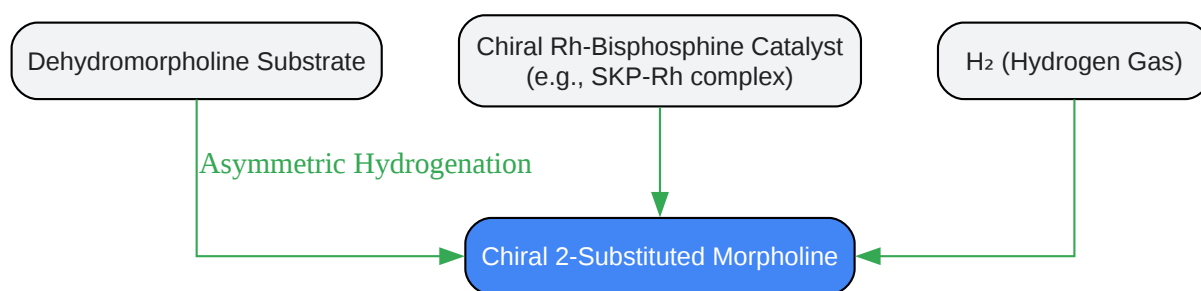 Dehydromorpholine Substrate
Chiral Rh-Bisphosphine Catalyst
(e.g., SKP-Rh complex)
H₂ (Hydrogen Gas)
Asymmetric Hydrogenation
Chiral 2-Substituted Morpholine